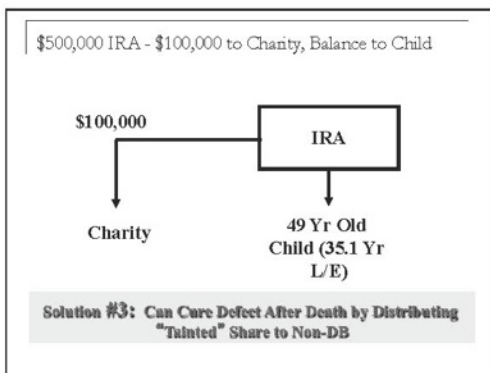 $500,000 IRA - $100,000 to Charity, Balance to Child
$100,000
IRA
Charity
49 Yr Old
Child (35.1 Yr
L/E)
Solution #3: Can Cure Defect After Death by Distributing
"Tainted" Share to Non-DB